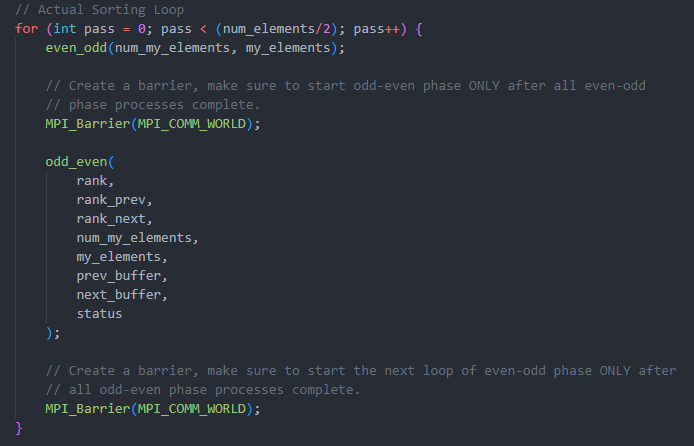 // Actual Sorting Loop
for (int pass = 0; pass < (num_elements/2); pass++) {
    even_odd(num_my_elements, my_elements);

    // Create a barrier, make sure to start odd-even phase ONLY after all even-odd
    // phase processes complete.
    MPI_Barrier(MPI_COMM_WORLD);

    odd_even(
        rank,
        rank_prev,
        rank_next,
        num_my_elements,
        my_elements,
        prev_buffer,
        next_buffer,
        status
    );

    // Create a barrier, make sure to start the next loop of even-odd phase ONLY after
    // all odd-even phase processes complete.
    MPI_Barrier(MPI_COMM_WORLD);
}